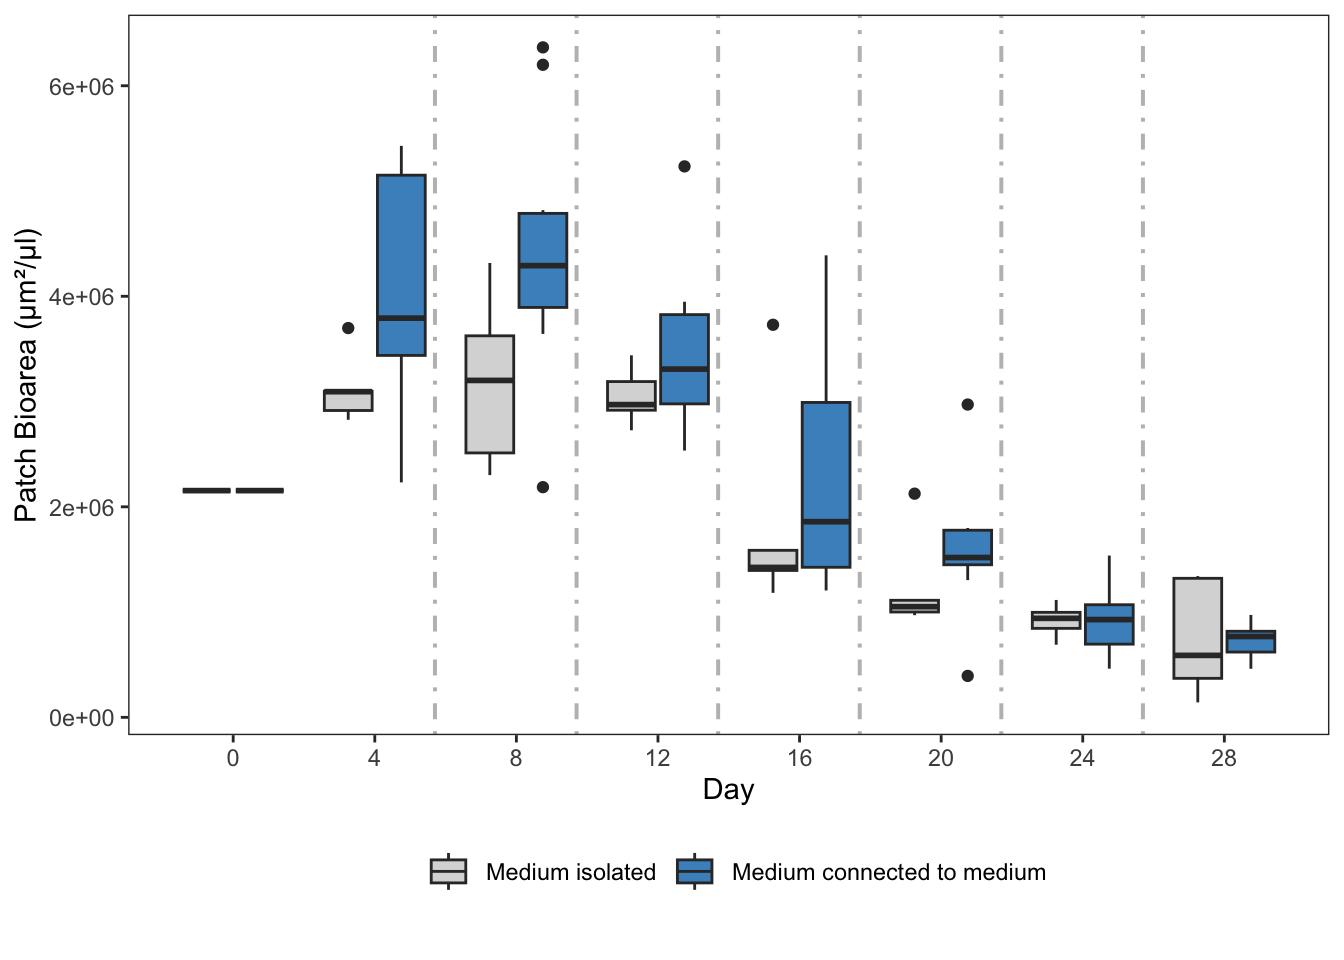 Patch Bioarea (μm²/μl)
6e+06
4e+06
2e+06
0e+00
0 4 8 12 16 20 24 28
Day
Medium isolated Medium connected to medium